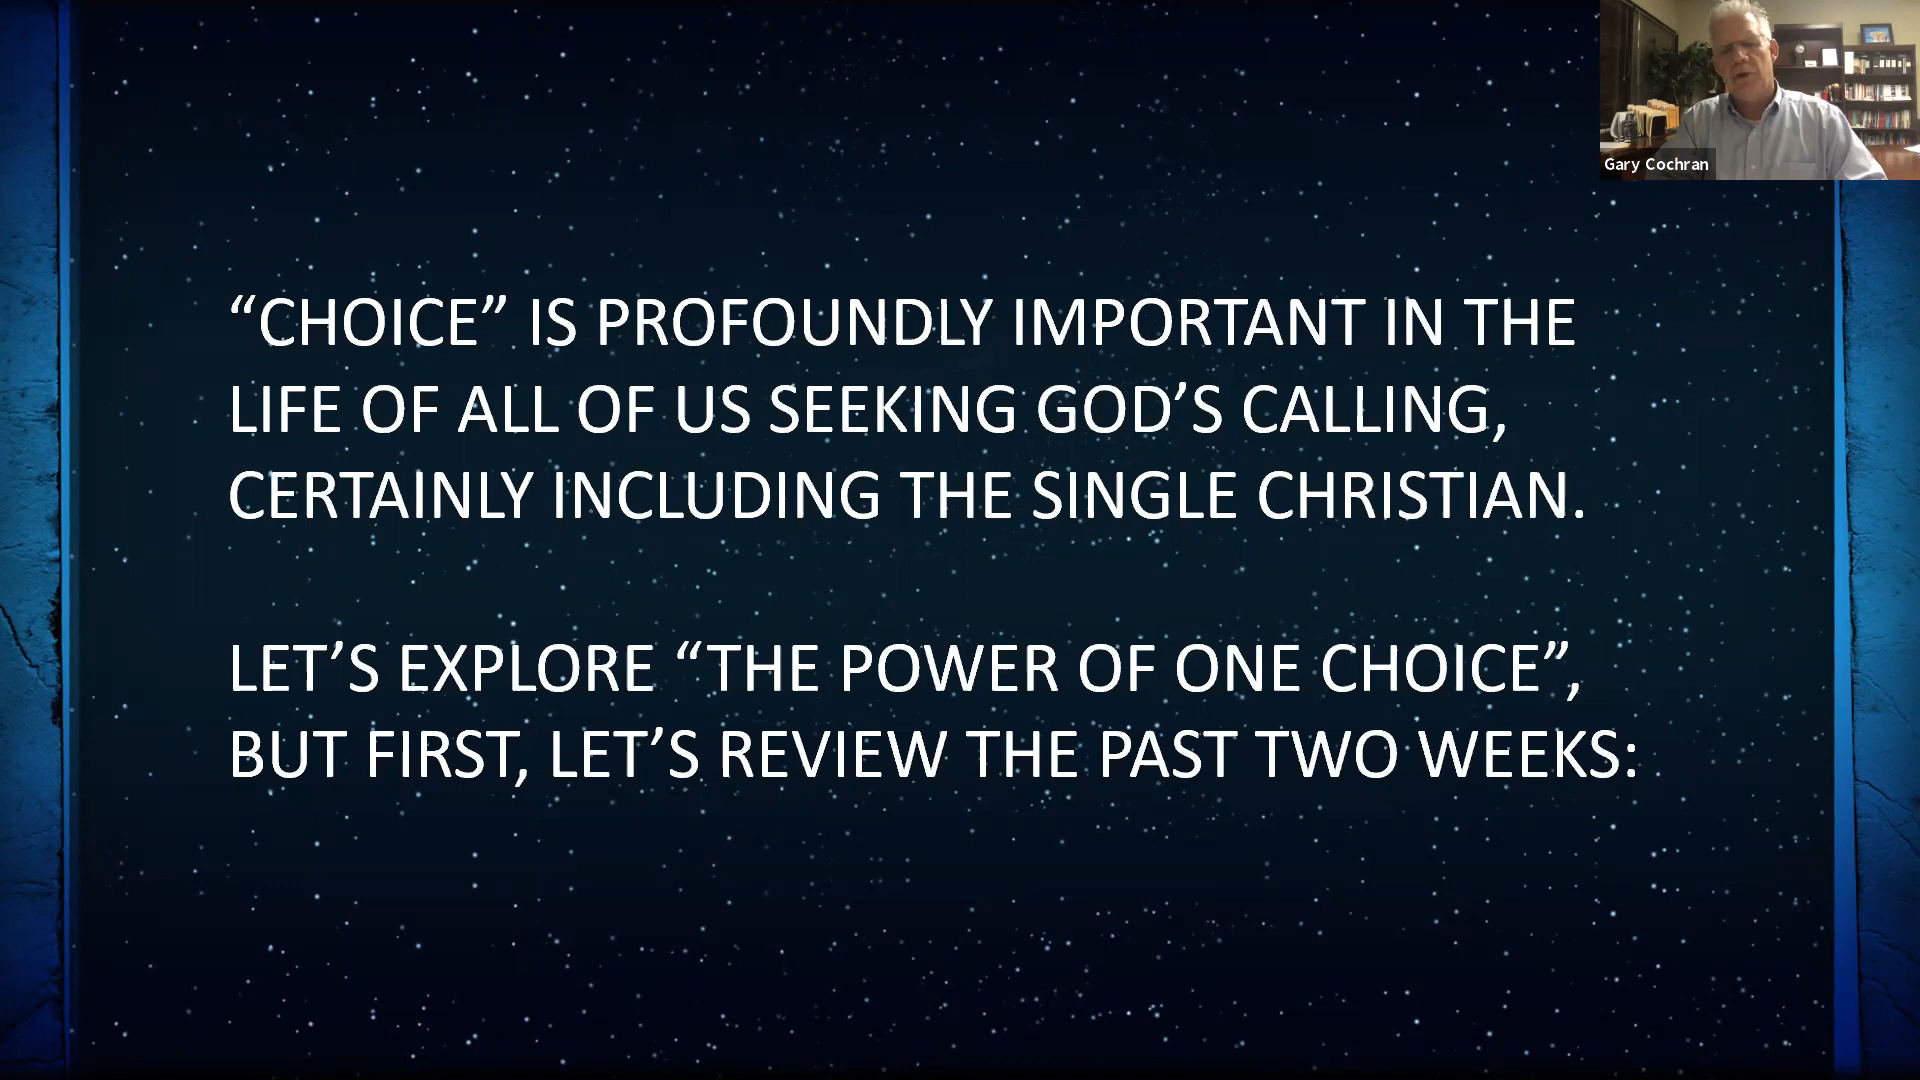 Gary Cochran
“CHOICE” IS PROFOUNDLY IMPORTANT IN THE
LIFE OF ALL OF US SEEKING GOD’S CALLING,
CERTAINLY INCLUDING THE SINGLE CHRISTIAN.
LET’S EXPLORE “THE POWER OF ONE CHOICE”,
BUT FIRST, LET’S REVIEW THE PAST TWO WEEKS: